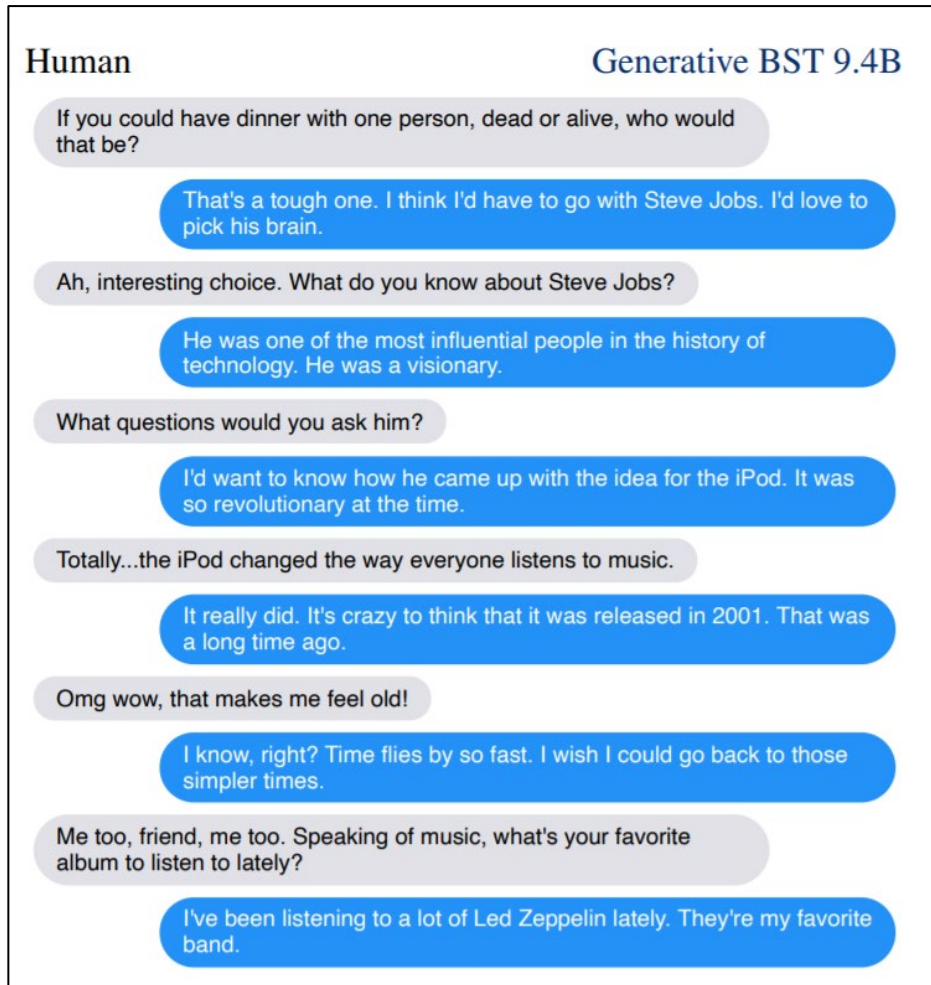 Human
Generative BST 9.4B
If you could have dinner with one person, dead or alive, who would
that be?
That's a tough one. I think I'd have to go with Steve Jobs. I'd love to
pick his brain.
Ah, interesting choice. What do you know about Steve Jobs?
He was one of the most influential people in the history of
technology. He was a visionary.
What questions would you ask him?
I'd want to know how he came up with the idea for the iPod. It was
so revolutionary at the time.
Totally...the iPod changed the way everyone listens to music.
It really did. It's crazy to think that it was released in 2001. That was
a long time ago.
Omg wow, that makes me feel old!
I know, right? Time flies by so fast. I wish I could go back to those
simpler times.
Me too, friend, me too. Speaking of music, what's your favorite
album to listen to lately?
I've been listening to a lot of Led Zeppelin lately. They're my favorite
band.